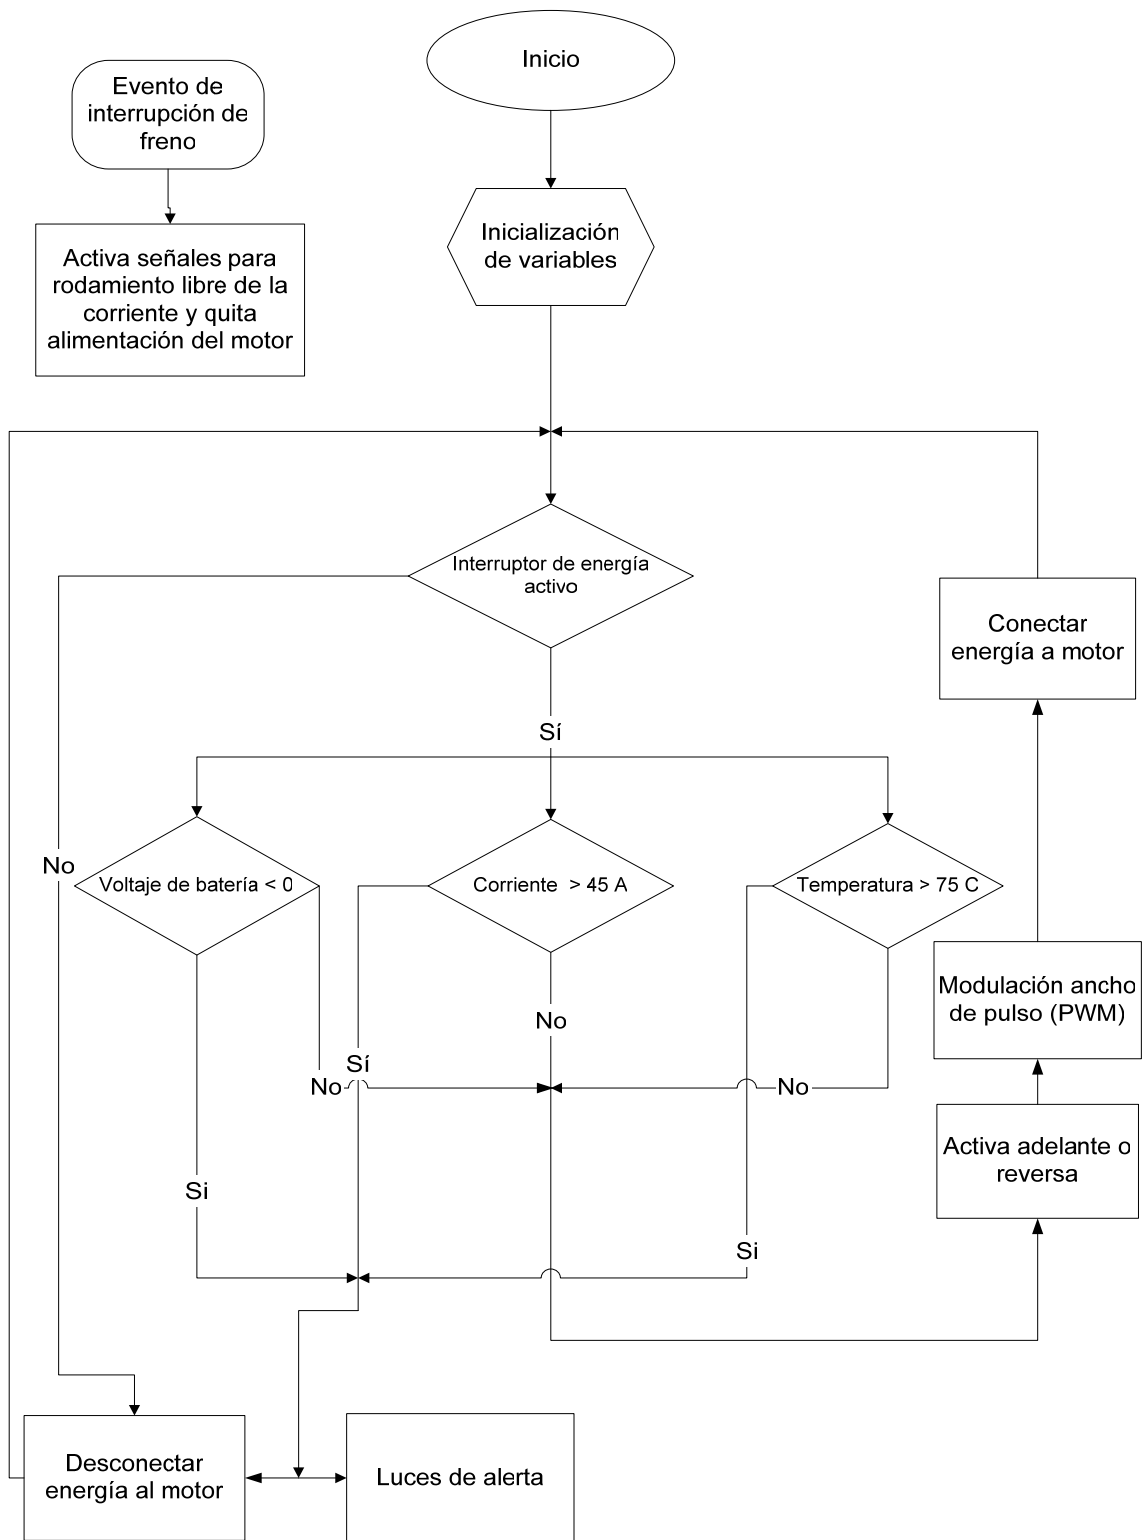 Inicio
Evento de
interrupción de
freno
Inicialización
de variables
Activa señales para
rodamiento libre de la
corriente y quita
alimentación del motor
Interruptor de energía
activo
Conectar
energía a motor
Sí
No
Voltaje de batería < 0
Corriente > 45 A
Temperatura > 75 C
Modulación ancho
de pulso (PWM)
No
Sí
No
No
Activa adelante o
reversa
Si
Si
Desconectar
energía al motor
Luces de alerta